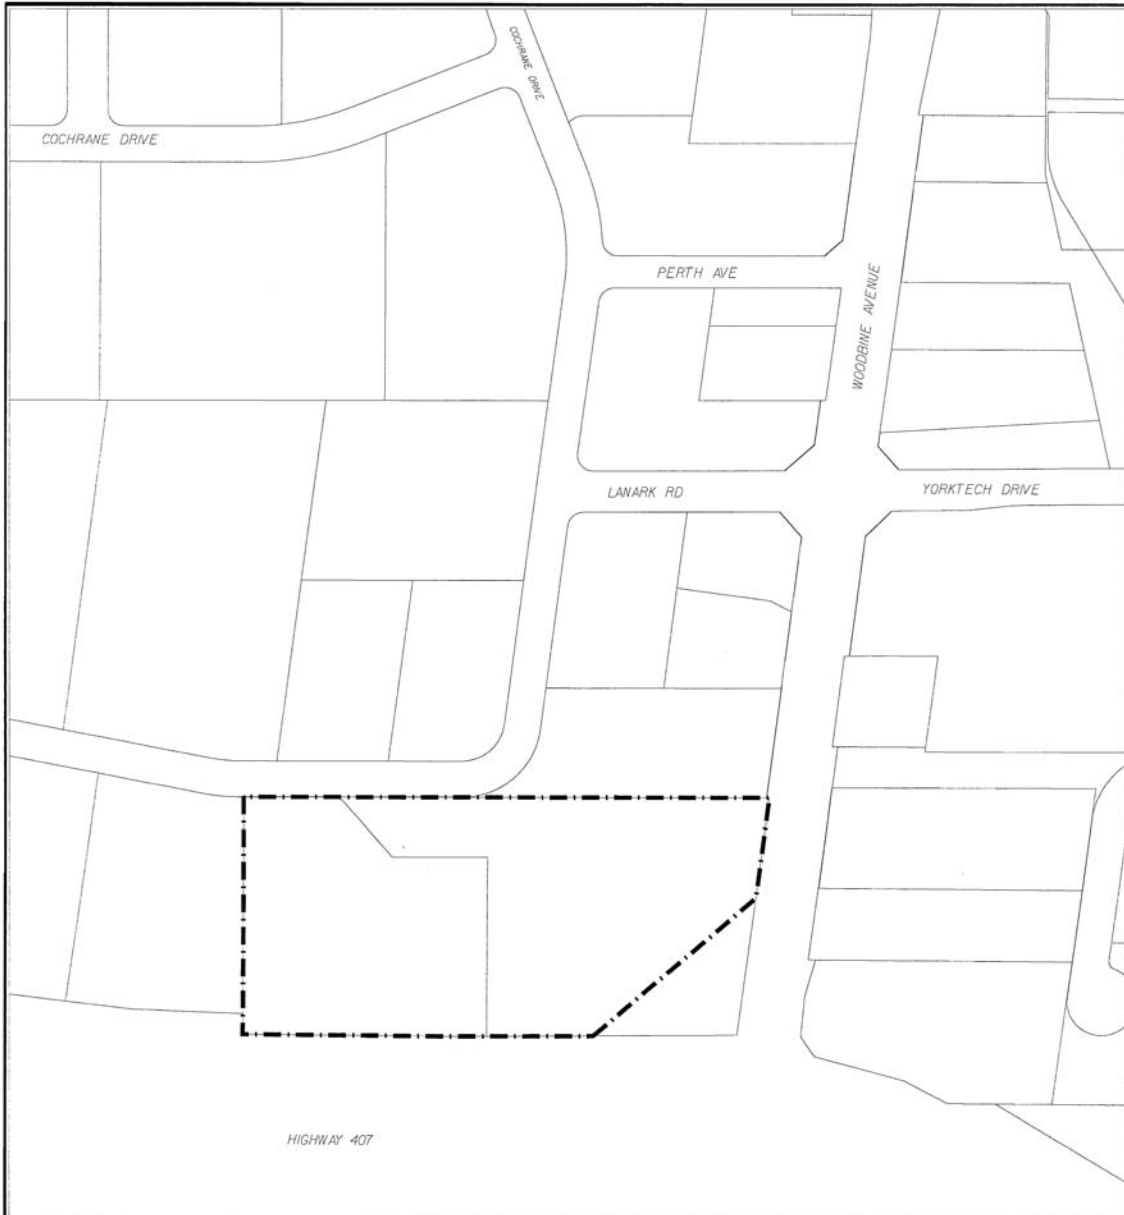 COCHRANE DRIVE
COCHRANE DRIVE
PERTH AVE
WOODBINE AVENUE
LANARK RD
YORKTECH DRIVE
HIGHWAY 407